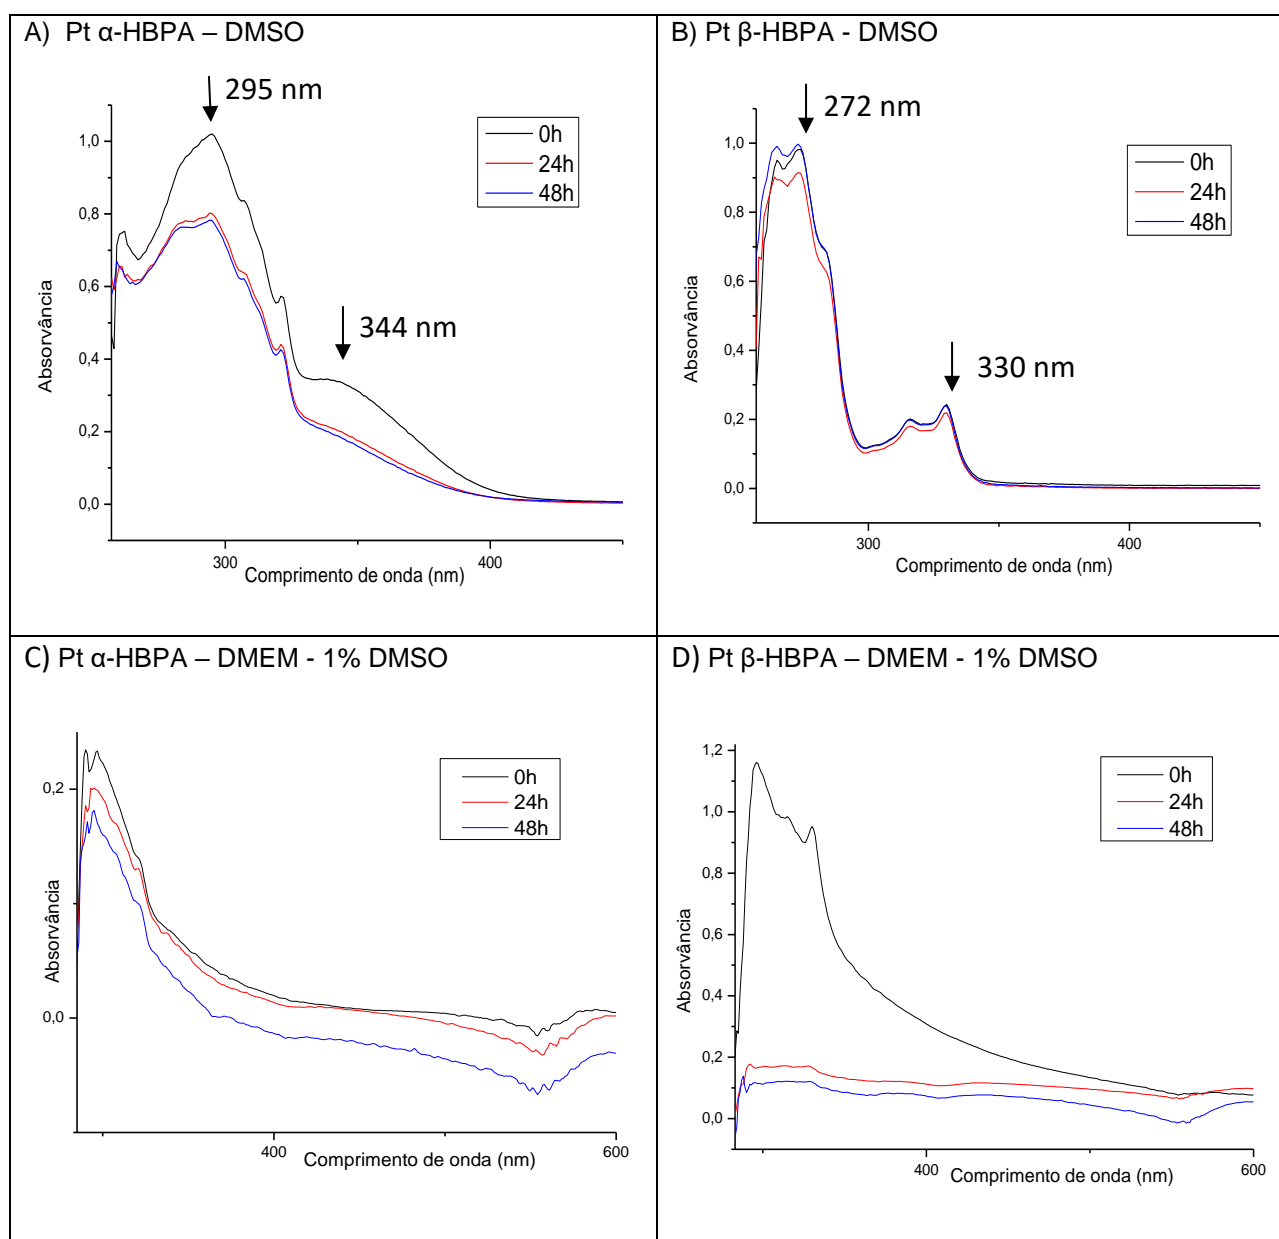 A) Pt α-HBPA – DMSO
295 nm
344 nm
0h
24h
48h
1,0
0,8
0,6
0,4
0,2
0,0
Absorvância
300
400
Comprimento de onda (nm)
B) Pt β-HBPA - DMSO
272 nm
330 nm
0h
24h
48h
1,0
0,8
0,6
0,4
0,2
0,0
Absorvância
300
400
Comprimento de onda (nm)
C) Pt α-HBPA – DMEM - 1% DMSO
0h
24h
48h
0,2
0,0
Absorvância
400
600
Comprimento de onda (nm)
D) Pt β-HBPA – DMEM - 1% DMSO
0h
24h
48h
1,2
1,0
0,8
0,6
0,4
0,2
0,0
Absorvância
400
600
Comprimento de onda (nm)